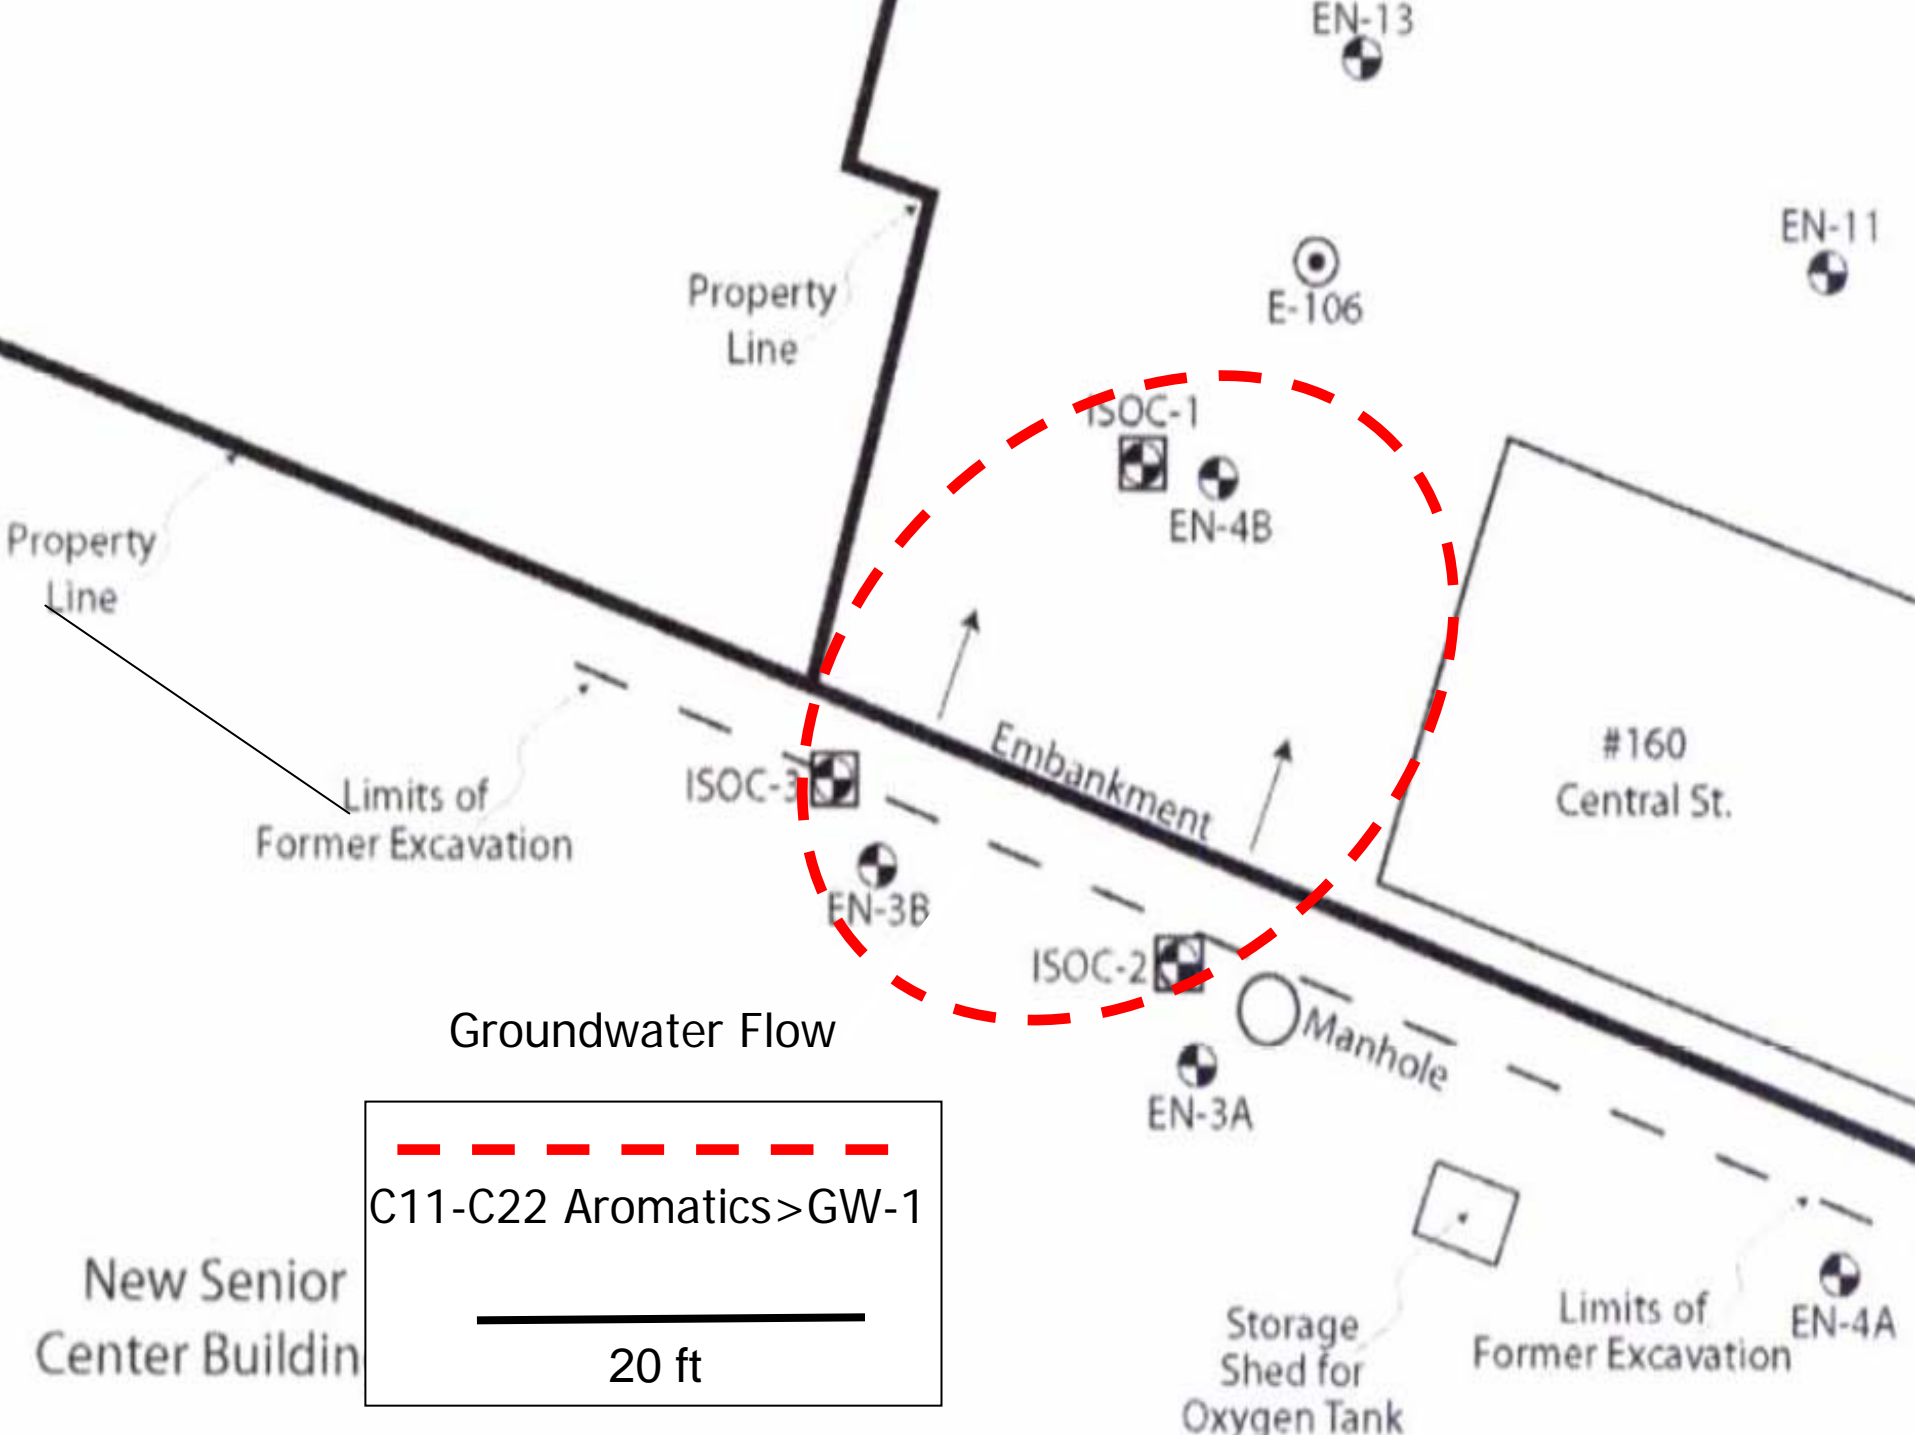 EN-13
EN-11
E-106
Property
Line
ISOC-1
EN-4B
Property
Line
Embankment
#160
Central St.
ISOC-3
Limits of
Former Excavation
EN-3B
ISOC-2
Manhole
EN-3A
Groundwater Flow
C11-C22 Aromatics>GW-1
20 ft
New Senior
Center Buildin
Storage
Shed for
Oxygen Tank
Limits of
Former Excavation
EN-4A